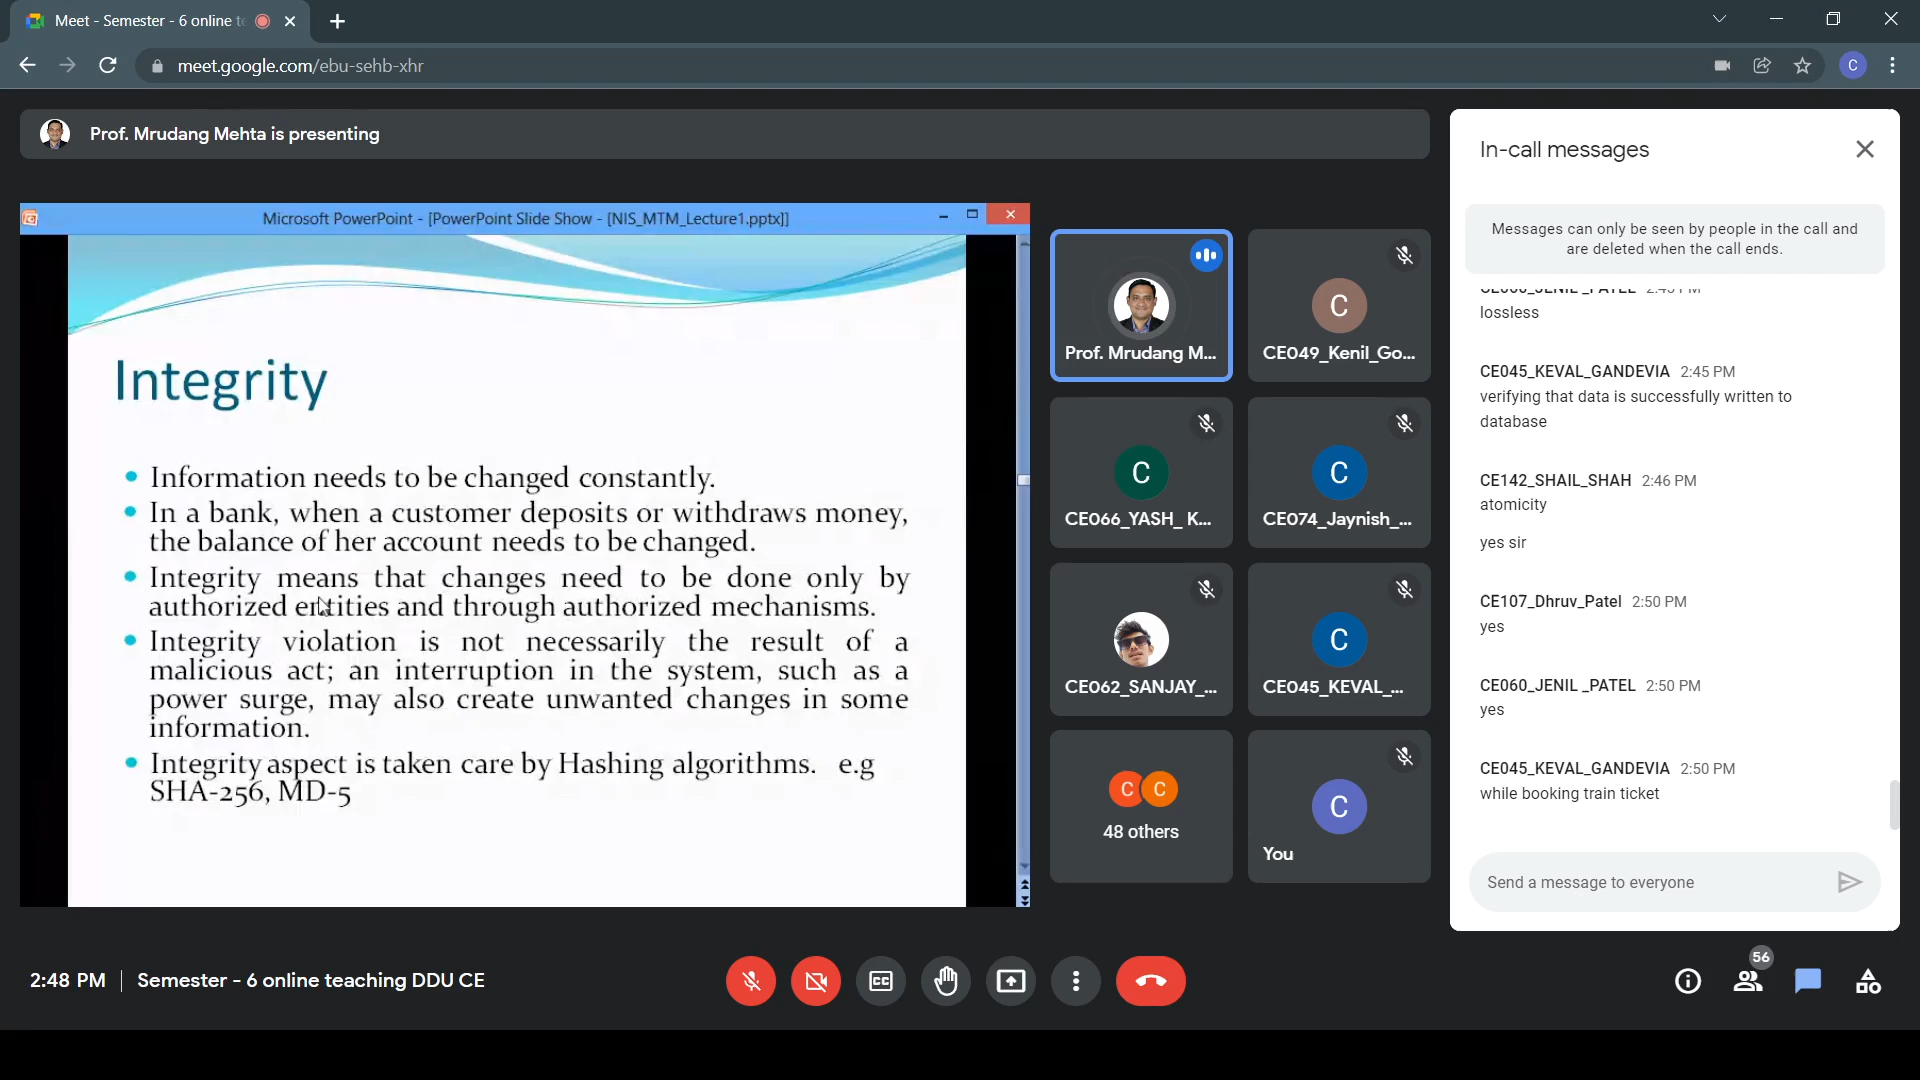 Meet - Semester - 6 online te
meet.google.com/ebu-sehb-xhr
C
Prof. Mrudang Mehta is presenting
Microsoft PowerPoint - [PowerPoint Slide Show - [NIS_MTM_Lecture1.pptx]]
Integrity
Information needs to be changed constantly.
In a bank, when a customer deposits or withdraws money,
the balance of her account needs to be changed.
Integrity means that changes need to be done only by
authorized entities and through authorized mechanisms.
Integrity violation is not necessarily the result of a
malicious act; an interruption in the system, such as a
power surge, may also create unwanted changes in some
information.
Integrity aspect is taken care by Hashing algorithms. e.g
SHA-256, MD-5
Prof. Mrudang M...
C
CE049_Kenil_Go...
C
CE066_YASH_ K...
C
CE074_Jaynish_...
CE062_SANJAY_...
C
CE045_KEVAL_...
C C
48 others
C
You
In-call messages
Messages can only be seen by people in the call and
are deleted when the call ends.
CE060_JENIL _PATEL 2:45 PM
lossless
CE045_KEVAL_GANDEVIA 2:45 PM
verifying that data is successfully written to
database
CE142_SHAIL_SHAH 2:46 PM
atomicity
yes sir
CE107_Dhruv_Patel 2:50 PM
yes
CE060_JENIL _PATEL 2:50 PM
yes
CE045_KEVAL_GANDEVIA 2:50 PM
while booking train ticket
Send a message to everyone
2:48 PM | Semester - 6 online teaching DDU CE
56